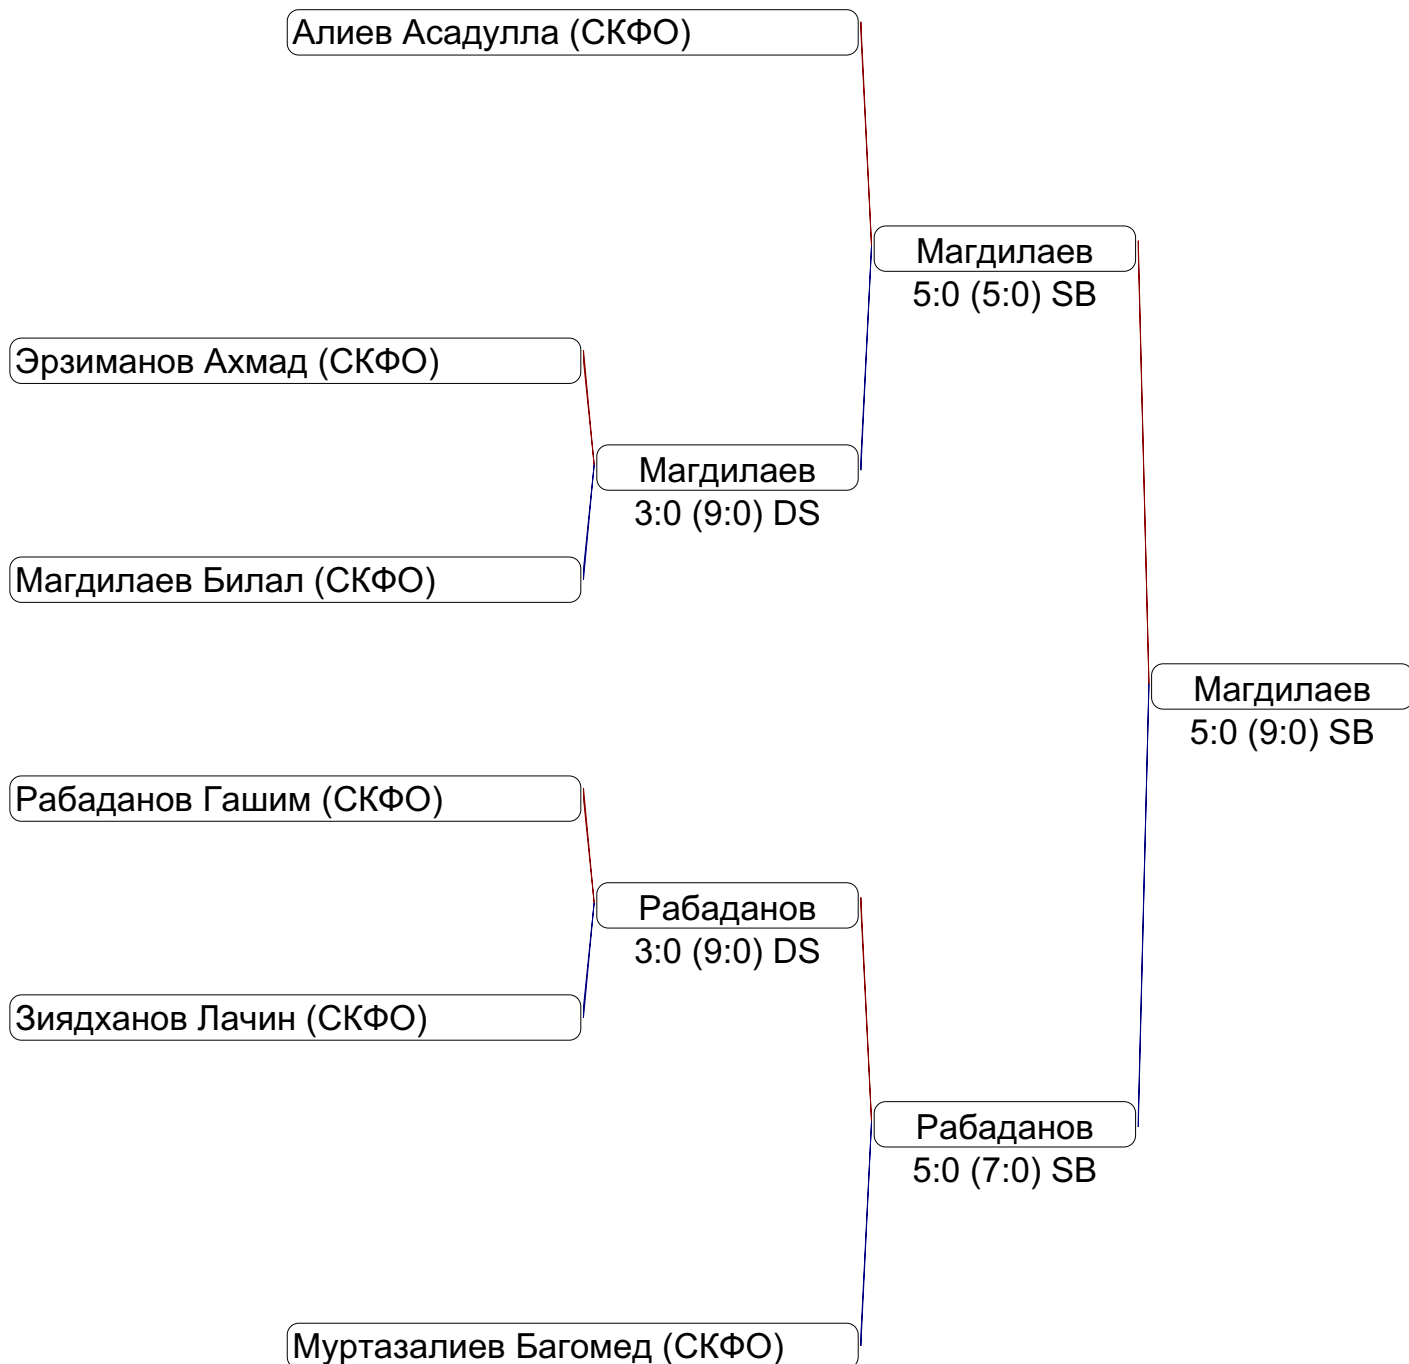 Алиев Асадулла (СКФО)
Магдилаев
5:0 (5:0) SB
Эрзиманов Ахмад (СКФО)
Магдилаев
3:0 (9:0) DS
Магдилаев Билал (СКФО)
Магдилаев
5:0 (9:0) SB
Рабаданов Гашим (СКФО)
Рабаданов
3:0 (9:0) DS
Зиядханов Лачин (СКФО)
Рабаданов
5:0 (7:0) SB
Муртазалиев Багомед (СКФО)